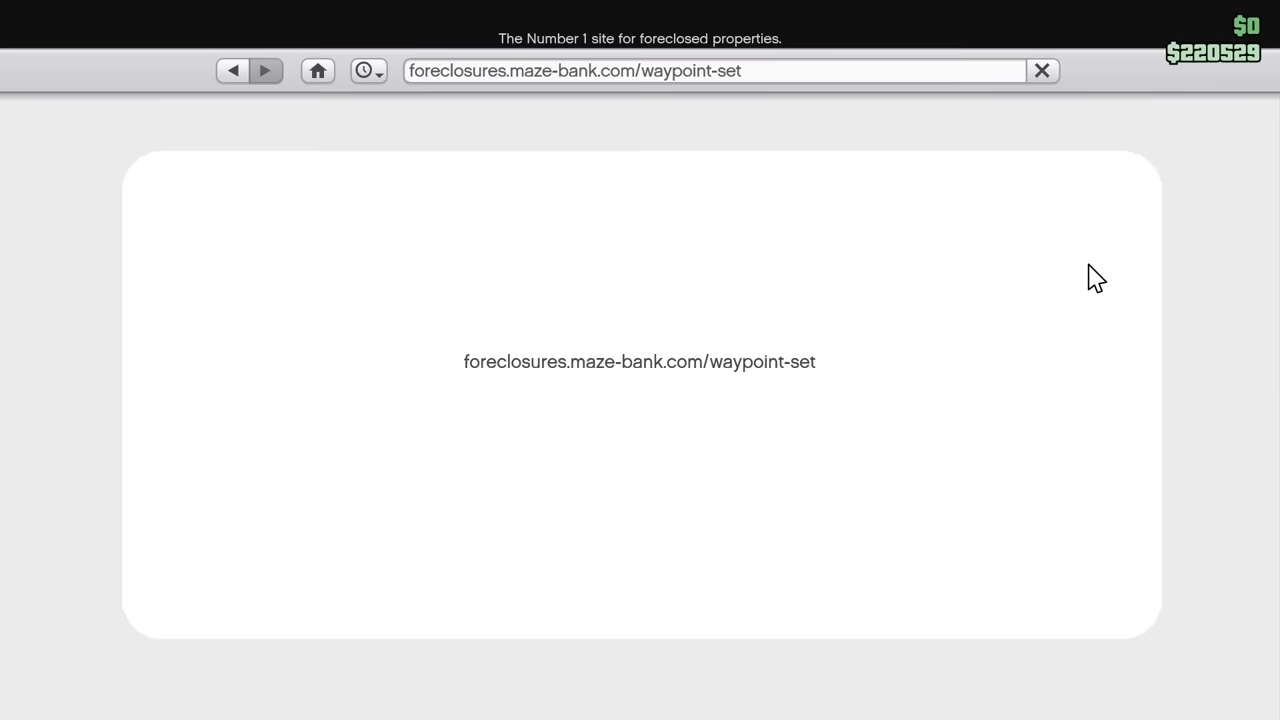 The Number 1 site for foreclosed properties.
$0
$220529
foreclosures.maze-bank.com/waypoint-set
foreclosures.maze-bank.com/waypoint-set